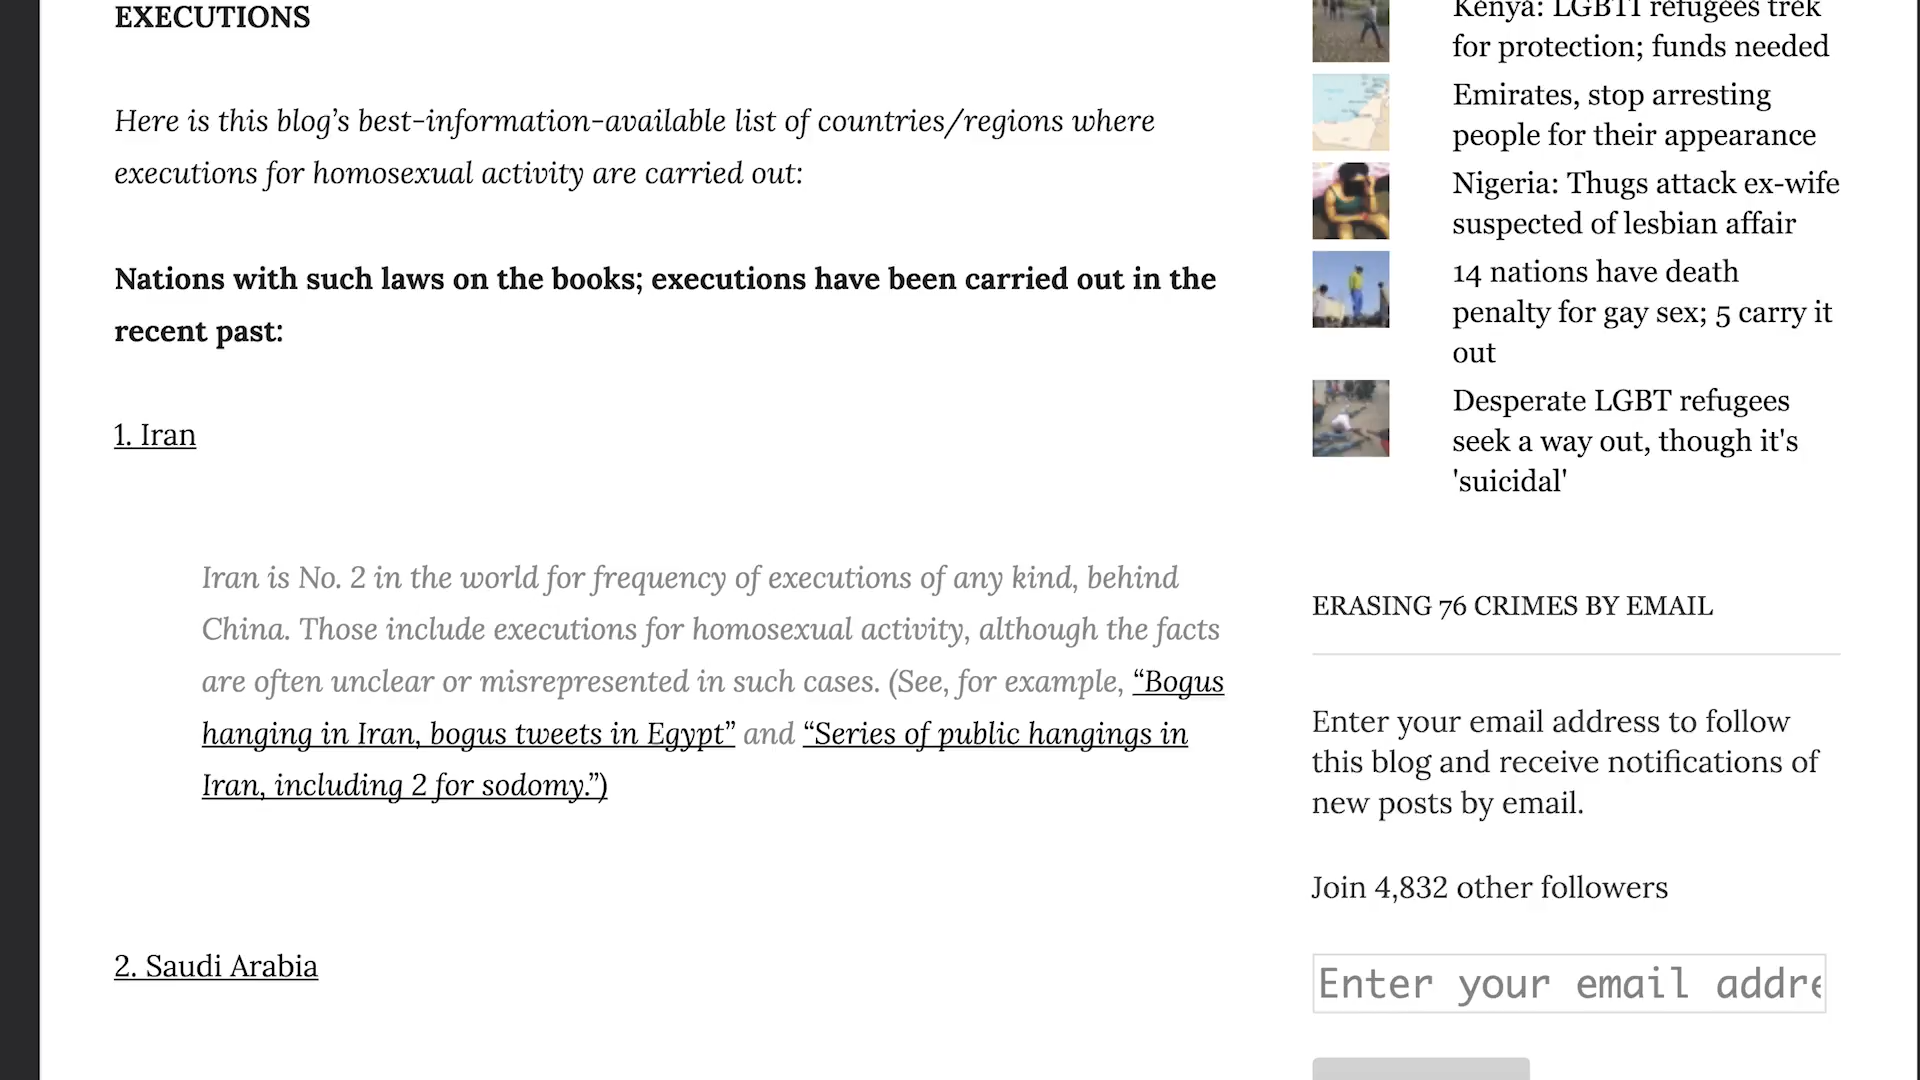 EXECUTIONS
Here is this blog’s best-information-available list of countries/regions where
executions for homosexual activity are carried out:
Nations with such laws on the books; executions have been carried out in the
recent past:
1. Iran
Iran is No. 2 in the world for frequency of executions of any kind, behind
China. Those include executions for homosexual activity, although the facts
are often unclear or misrepresented in such cases. (See, for example, “Bogus
hanging in Iran, bogus tweets in Egypt” and “Series of public hangings in
Iran, including 2 for sodomy.”)
2. Saudi Arabia
Kenya: LGBTI refugees trek
for protection; funds needed
Emirates, stop arresting
people for their appearance
Nigeria: Thugs attack ex-wife
suspected of lesbian affair
14 nations have death
penalty for gay sex; 5 carry it
out
Desperate LGBT refugees
seek a way out, though it's
'suicidal'
ERASING 76 CRIMES BY EMAIL
Enter your email address to follow
this blog and receive notifications of
new posts by email.
Join 4,832 other followers
Enter your email addre